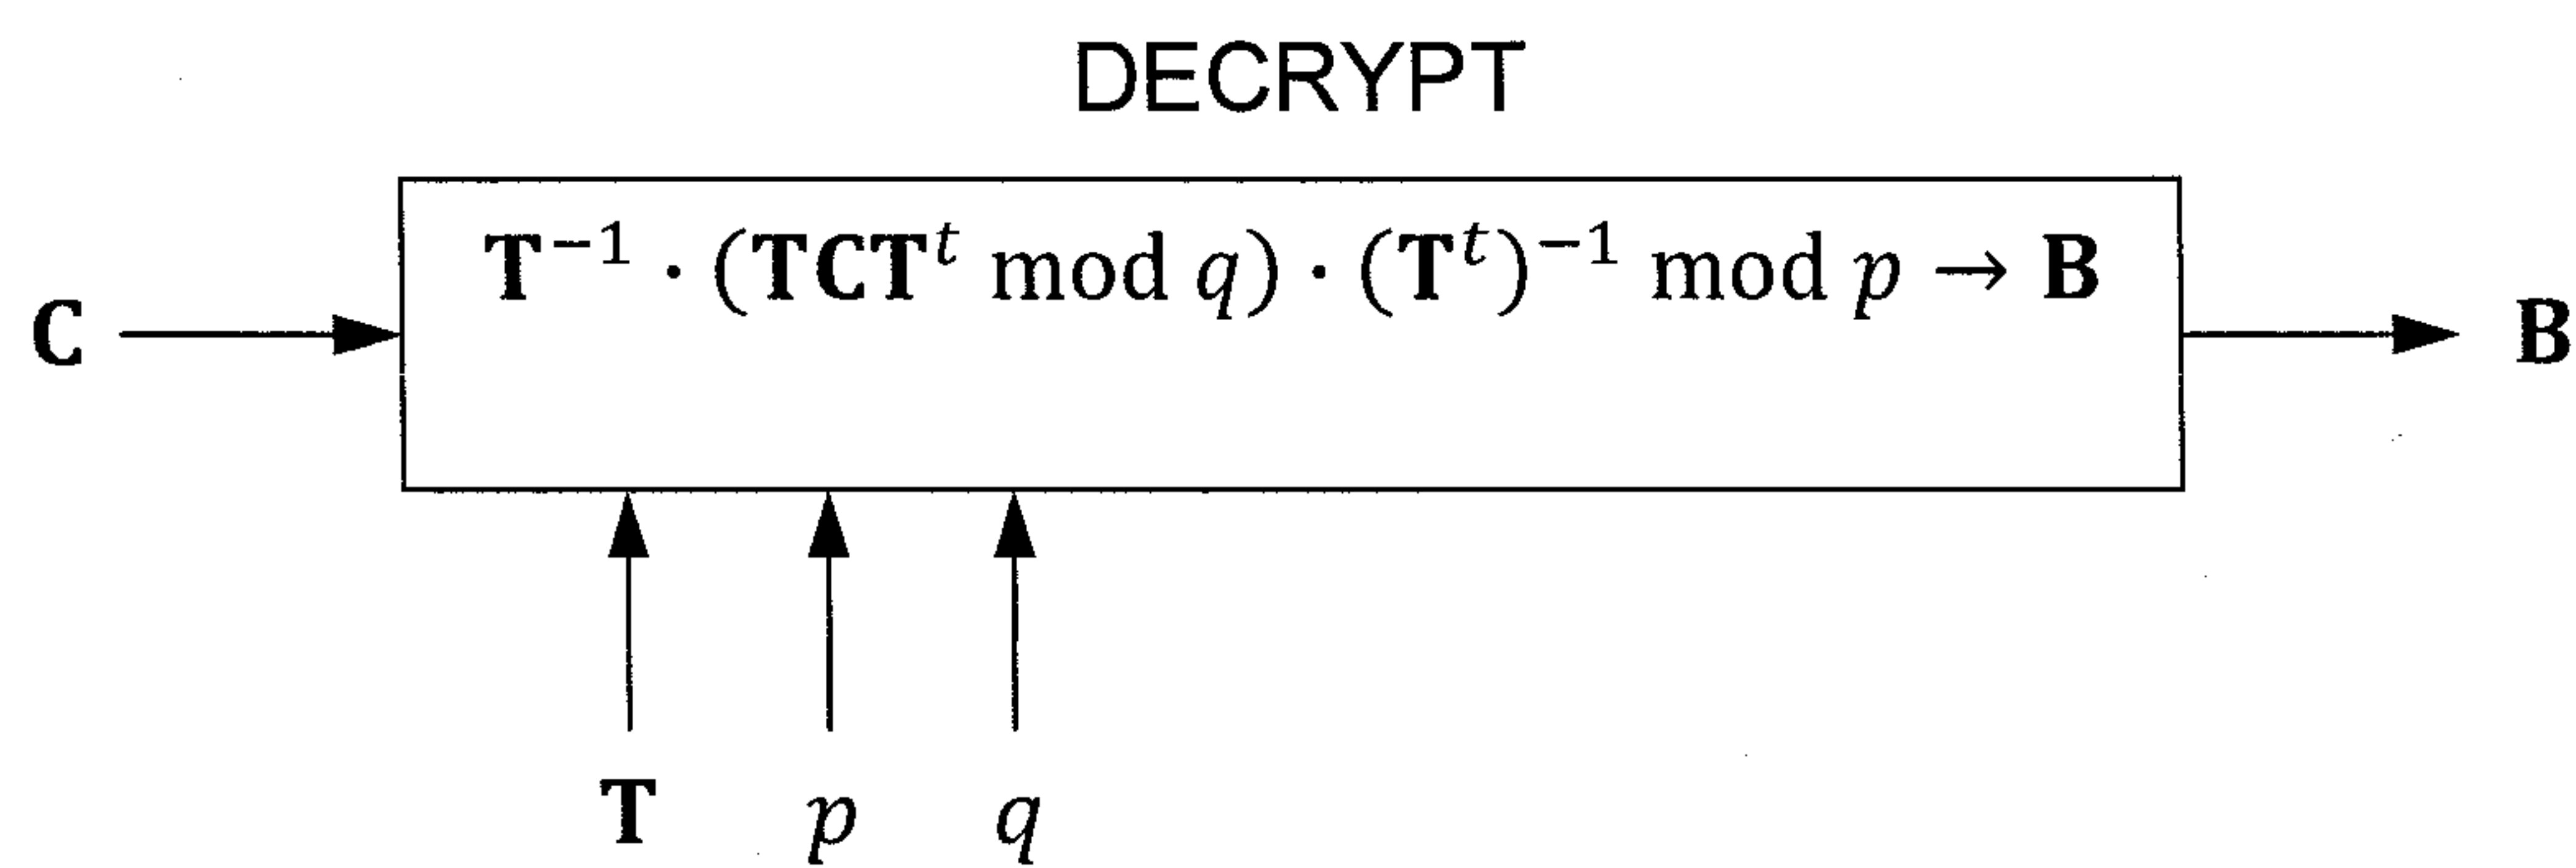 DECRYPT
T⁻¹ · (TCTᵗ mod q) · (Tᵗ)⁻¹ mod p → B
C
B
T p q